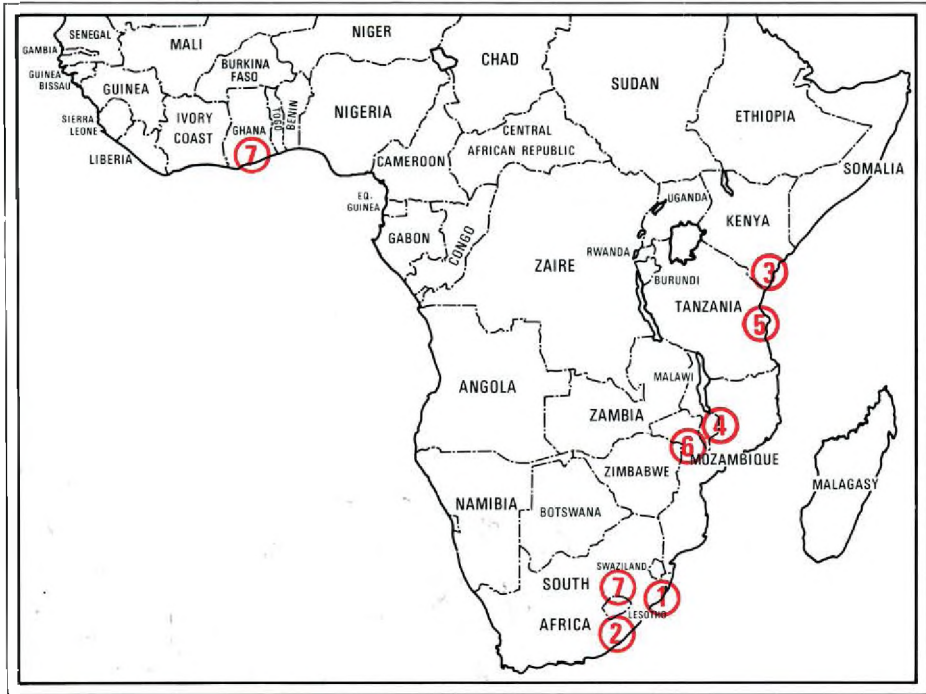 SENEGAL
MALI
NIGER
CHAD
SUDAN
GAMBIA
BURKINA
FASO
GUINEA
BISSAU
GUINEA
NIGERIA
ETHIOPIA
SIERRA
LEONE
IVORY
COAST
GHANA
TOGO
BENIN
CENTRAL
AFRICAN REPUBLIC
LIBERIA
7
CAMEROON
SOMALIA
EQ.
GUINEA
UGANDA
KENYA
GABON
CONGO
RWANDA
ZAIRE
3
BURUNDI
TANZANIA
5
MALAWI
ANGOLA
ZAMBIA
4
6
MOZAMBIQUE
ZIMBABWE
MALAGASY
NAMIBIA
BOTSWANA
SWAZILAND
SOUTH
7
1
LESOTHO
AFRICA
2